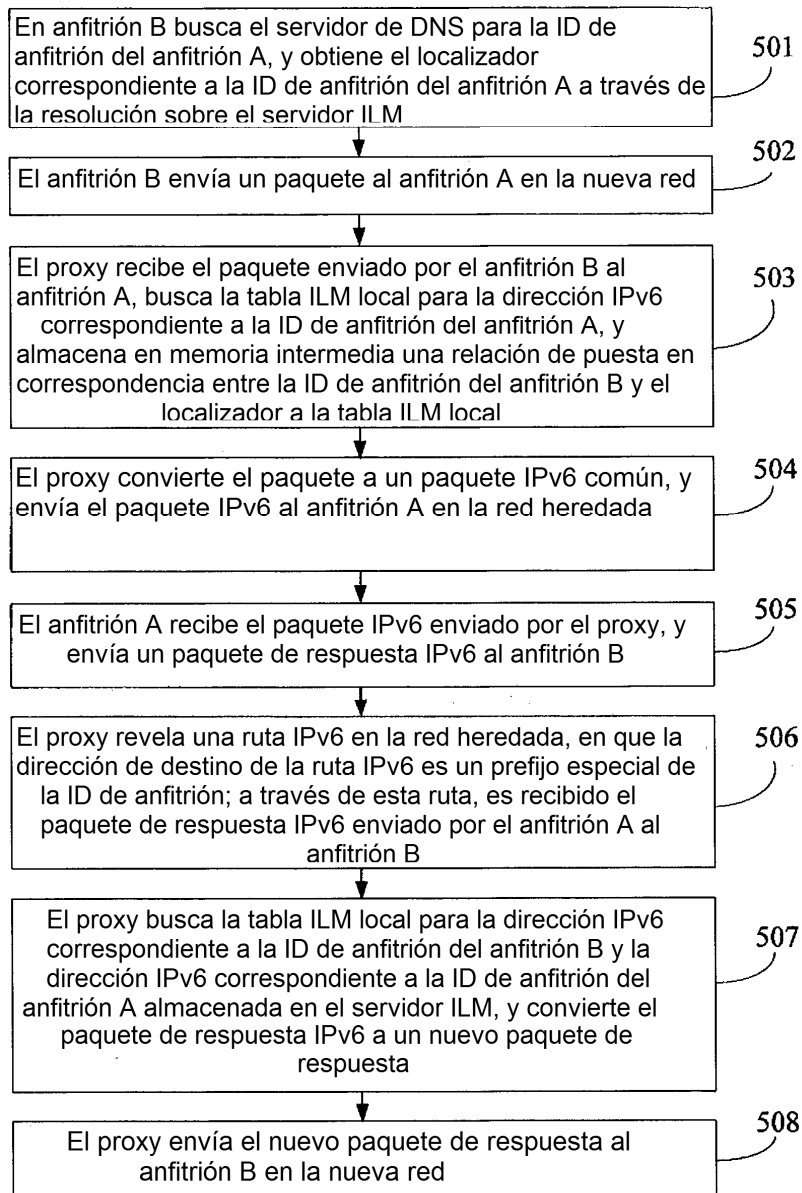 En anfitrión B busca el servidor de DNS para la ID de
anfitrión del anfitrión A, y obtiene el localizador
correspondiente a la ID de anfitrión del anfitrión A a través de
la resolución sobre el servidor ILM
501
502
El anfitrión B envía un paquete al anfitrión A en la nueva red
El proxy recibe el paquete enviado por el anfitrión B al
anfitrión A, busca la tabla ILM local para la dirección IPv6
correspondiente a la ID de anfitrión del anfitrión A, y
almacena en memoria intermedia una relación de puesta en
correspondencia entre la ID de anfitrión del anfitrión B y el
localizador a la tabla ILM local
503
El proxy convierte el paquete a un paquete IPv6 común, y
envía el paquete IPv6 al anfitrión A en la red heredada
504
El anfitrión A recibe el paquete IPv6 enviado por el proxy, y
envía un paquete de respuesta IPv6 al anfitrión B
505
El proxy revela una ruta IPv6 en la red heredada, en que la
dirección de destino de la ruta IPv6 es un prefijo especial de
la ID de anfitrión; a través de esta ruta, es recibido el
paquete de respuesta IPv6 enviado por el anfitrión A al
anfitrión B
506
El proxy busca la tabla ILM local para la dirección IPv6
correspondiente a la ID de anfitrión del anfitrión B y la
dirección IPv6 correspondiente a la ID de anfitrión del
anfitrión A almacenada en el servidor ILM, y convierte el
paquete de respuesta IPv6 a un nuevo paquete de
respuesta
507
El proxy envía el nuevo paquete de respuesta al
anfitrión B en la nueva red
508